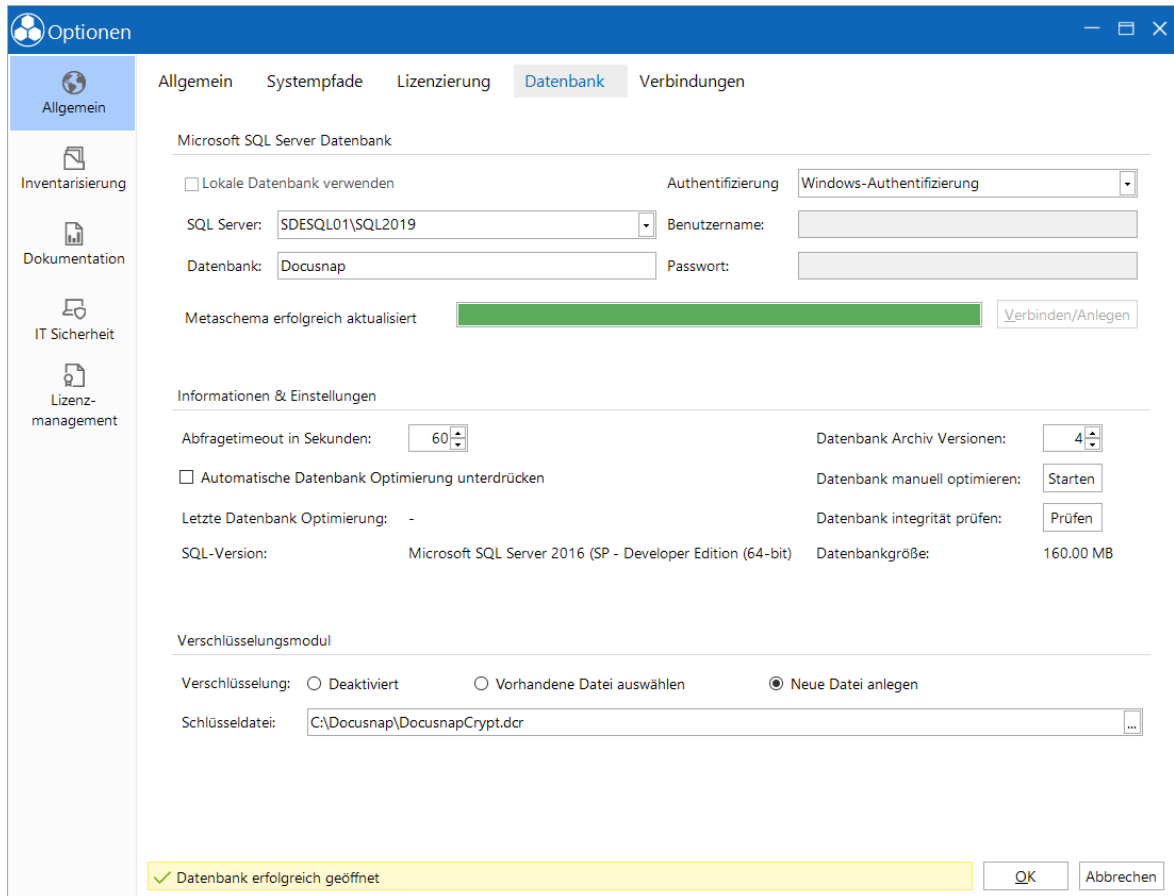 Optionen
Allgemein
Inventarisierung
Dokumentation
IT Sicherheit
Lizenz-
management
Allgemein Systempfade Lizenzierung Datenbank Verbindungen
Microsoft SQL Server Datenbank
Lokale Datenbank verwenden Authentifizierung Windows-Authentifizierung
SQL Server: SDESQL01\SQL2019 Benutzername:
Datenbank: Docusnap Passwort:
Metaschema erfolgreich aktualisiert Verbinden/Anlegen
Informationen & Einstellungen
Abfragetimeout in Sekunden: 60 Datenbank Archiv Versionen: 4
Automatische Datenbank Optimierung unterdrücken Datenbank manuell optimieren: Starten
Letzte Datenbank Optimierung: - Datenbank integrität prüfen: Prüfen
SQL-Version: Microsoft SQL Server 2016 (SP - Developer Edition (64-bit) Datenbankgröße: 160.00 MB
Verschlüsselungsmodul
Verschlüsselung: Deaktiviert Vorhandene Datei auswählen Neue Datei anlegen
Schlüsseldatei: C:\Docusnap\DocusnapCrypt.dcr ...
Datenbank erfolgreich geöffnet OK Abbrechen